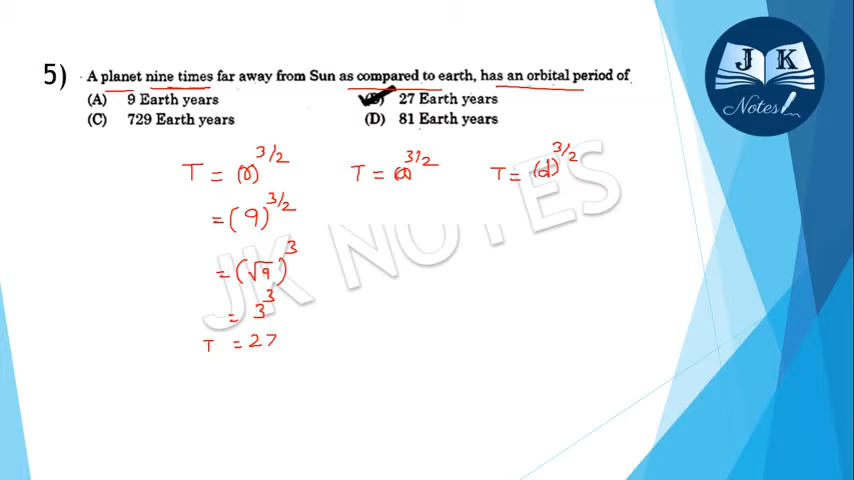 5) A planet nine times far away from Sun as compared to earth, has an orbital period of
(A) 9 Earth years (B) 27 Earth years
(C) 729 Earth years (D) 81 Earth years
T = (r)^3/2 T = (a)^3/2 T = (d)^3/2
= (9)^3/2
= (√9)^3
= 3^3
T = 27
JK NOTES
J K
Notes